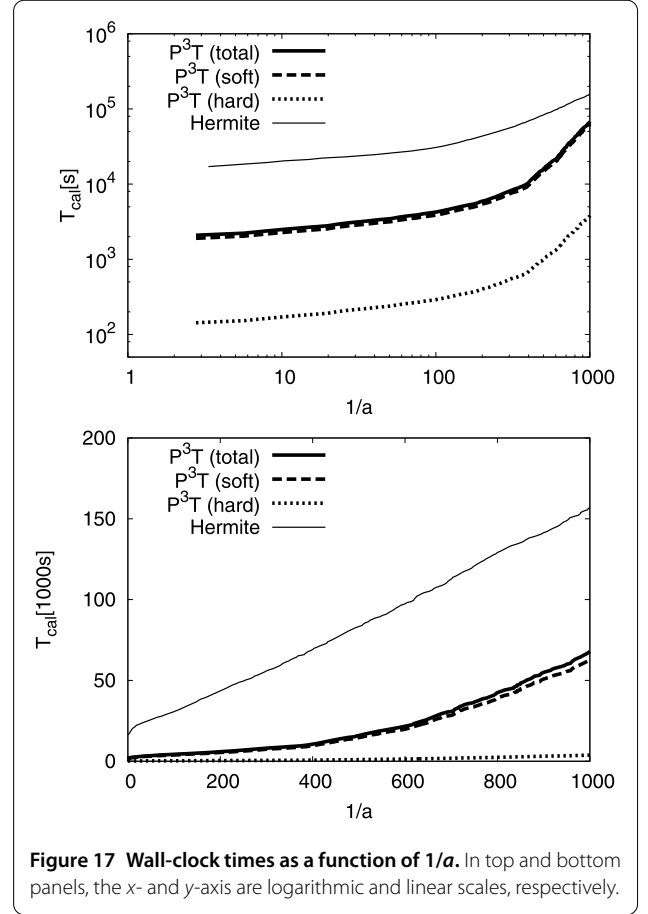 10^6
10^5
10^4
10^3
10^2
T_cal[s]
P^3T (total)
P^3T (soft)
P^3T (hard)
Hermite
1 10 100 1000
1/a
200
150
100
50
0
T_cal[1000s]
P^3T (total)
P^3T (soft)
P^3T (hard)
Hermite
0 200 400 600 800 1000
1/a
Figure 17 Wall-clock times as a function of 1/a. In top and bottom
panels, the x- and y-axis are logarithmic and linear scales, respectively.